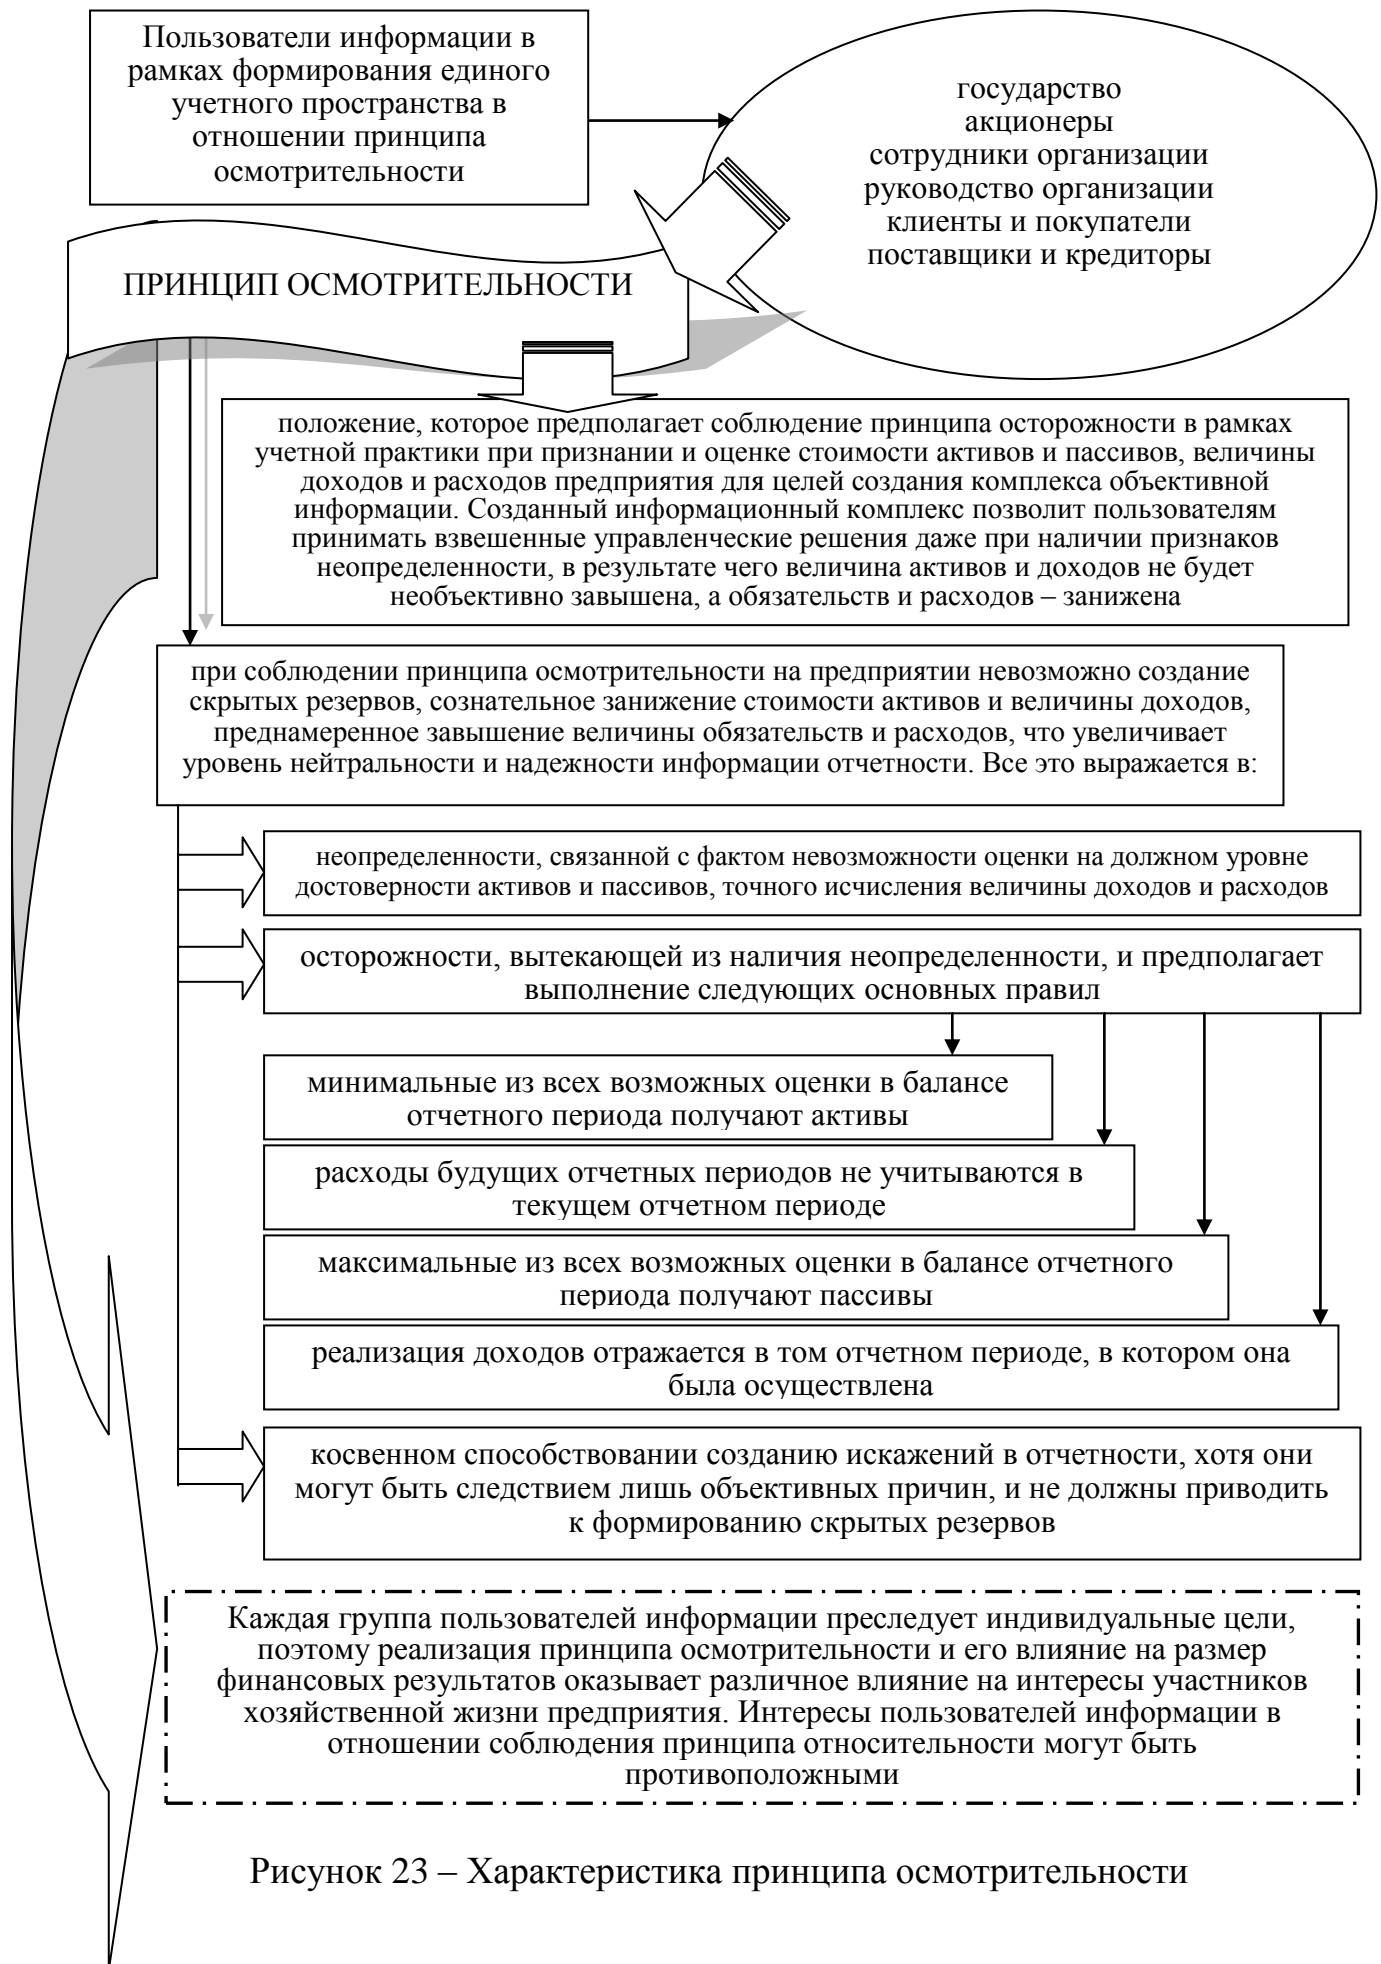 Пользователи информации в
рамках формирования единого
учетного пространства в
отношении принципа
осмотрительности
государство
акционеры
сотрудники организации
руководство организации
клиенты и покупатели
поставщики и кредиторы
ПРИНЦИП ОСМОТРИТЕЛЬНОСТИ
положение, которое предполагает соблюдение принципа осторожности в рамках
учетной практики при признании и оценке стоимости активов и пассивов, величины
доходов и расходов предприятия для целей создания комплекса объективной
информации. Созданный информационный комплекс позволит пользователям
принимать взвешенные управленческие решения даже при наличии признаков
неопределенности, в результате чего величина активов и доходов не будет
необъективно завышена, а обязательств и расходов – занижена
при соблюдении принципа осмотрительности на предприятии невозможно создание
скрытых резервов, сознательное занижение стоимости активов и величины доходов,
преднамеренное завышение величины обязательств и расходов, что увеличивает
уровень нейтральности и надежности информации отчетности. Все это выражается в:
неопределенности, связанной с фактом невозможности оценки на должном уровне
достоверности активов и пассивов, точного исчисления величины доходов и расходов
осторожности, вытекающей из наличия неопределенности, и предполагает
выполнение следующих основных правил
минимальные из всех возможных оценки в балансе
отчетного периода получают активы
расходы будущих отчетных периодов не учитываются в
текущем отчетном периоде
максимальные из всех возможных оценки в балансе отчетного
периода получают пассивы
реализация доходов отражается в том отчетном периоде, в котором она
была осуществлена
косвенном способствовании созданию искажений в отчетности, хотя они
могут быть следствием лишь объективных причин, и не должны приводить
к формированию скрытых резервов
Каждая группа пользователей информации преследует индивидуальные цели,
поэтому реализация принципа осмотрительности и его влияние на размер
финансовых результатов оказывает различное влияние на интересы участников
хозяйственной жизни предприятия. Интересы пользователей информации в
отношении соблюдения принципа относительности могут быть
противоположными
Рисунок 23 – Характеристика принципа осмотрительности